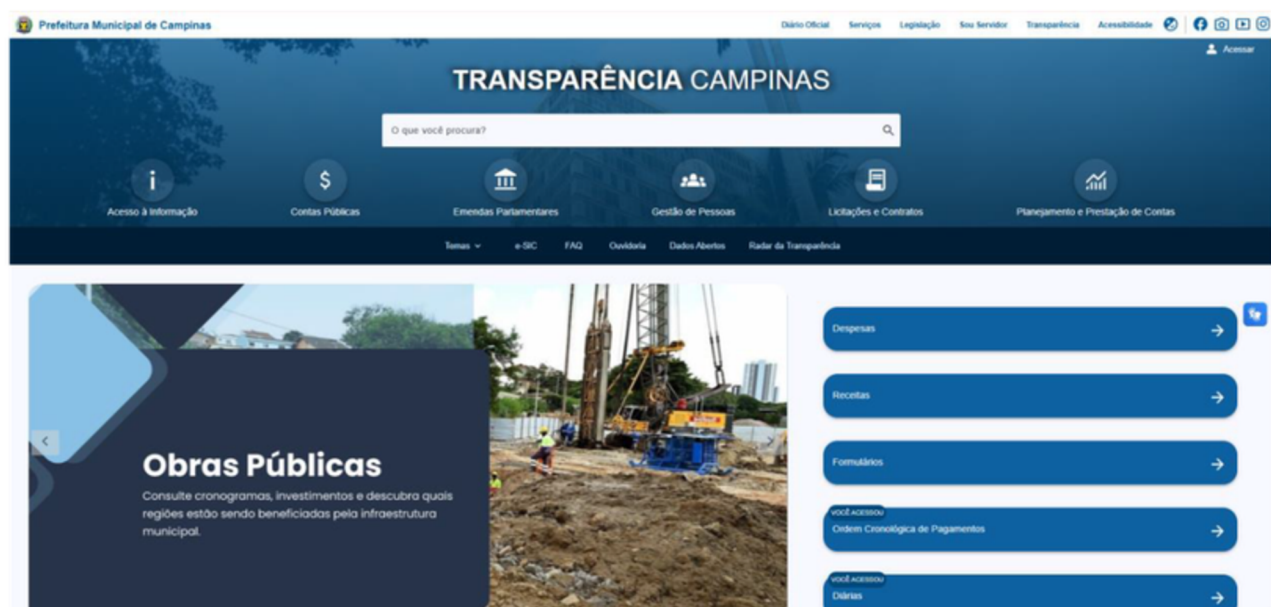 Prefeitura Municipal de Campinas
Diário Oficial Serviços Legislação Sou Servidor Transparência Acessibilidade
Acessar
TRANSPARÊNCIA CAMPINAS
O que você procura?
Acesso à Informação Contas Públicas Emendas Parlamentares Gestão de Pessoas Licitações e Contratos Planejamento e Prestação de Contas
Temas e-SIC FAQ Ouvidoria Dados Abertos Radar da Transparência
Obras Públicas
Consulte cronogramas, investimentos e descubra quais
regiões estão sendo beneficiadas pela infraestrutura
municipal.
Despesas
Receitas
Formulários
VOCÊ ACESSOU
Ordem Cronológica de Pagamentos
VOCÊ ACESSOU
Diárias